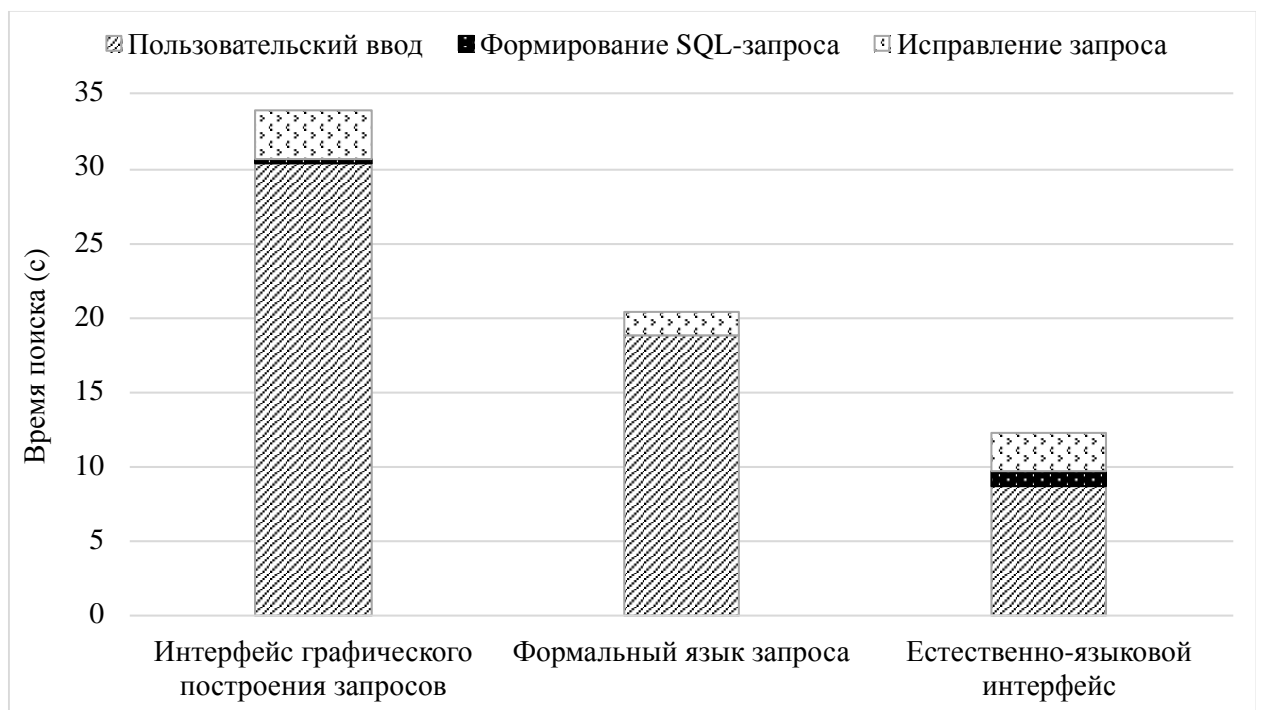 Пользовательский ввод Формирование SQL-запроса Исправление запроса
35
30
25
20
15
10
5
0
Время поиска (с)
Интерфейс графического
построения запросов
Формальный язык запроса
Естественно-языковой
интерфейс